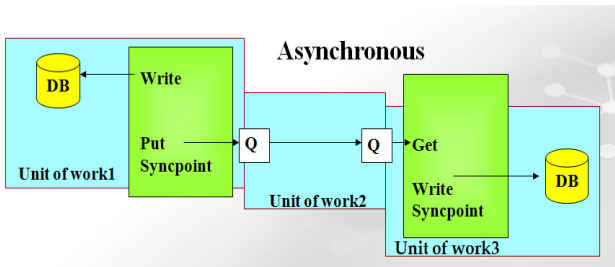 Asynchronous
DB
Write
Put
Syncpoint
Q
Unit of work1
Q
Unit of work2
Get
Write
Syncpoint
DB
Unit of work3